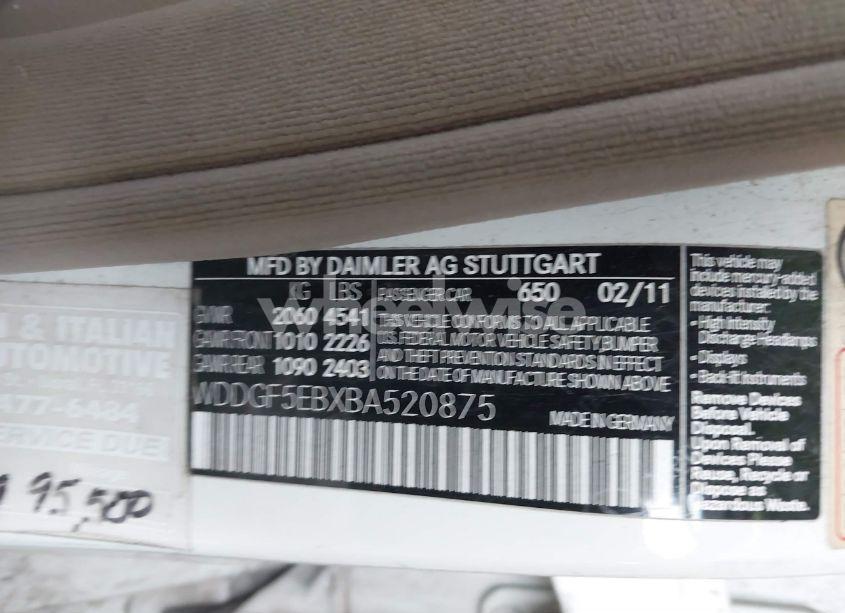 MFD BY DAIMLER AG STUTTGART
KG LBS PASSENGER CAR 650 02/11
GVWR 2060 4541
GAWR FRONT 1010 2226
GAWR REAR 1090 2403
THIS VEHICLE CONFORMS TO ALL APPLICABLE
U.S. FEDERAL MOTOR VEHICLE SAFETY, BUMPER
AND THEFT PREVENTION STANDARDS IN EFFECT
ON THE DATE OF MANUFACTURE SHOWN ABOVE
WDDGF5EBXBA520875
MADE IN GERMANY
This vehicle may
include mercury-added
devices installed by the
manufacturer:
- High Intensity
Discharge Headlamps
- Displays
- Back-lit Instruments
Remove Devices
Before Vehicle
Disposal.
Upon Removal of
Devices Please
Reuse, Recycle or
Dispose as
Hazardous Waste.
& ITALIAN
AUTOMOTIVE
SERVICE DUE
95,500
wheelwise